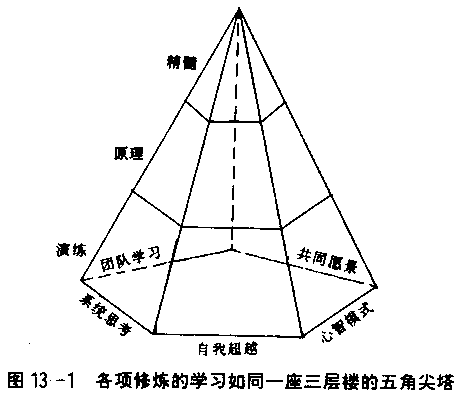 精髓
原理
演练
团队学习
共同愿景
系统思考
心智模式
自我超越
图 13-1 各项修炼的学习如同一座三层楼的五角尖塔